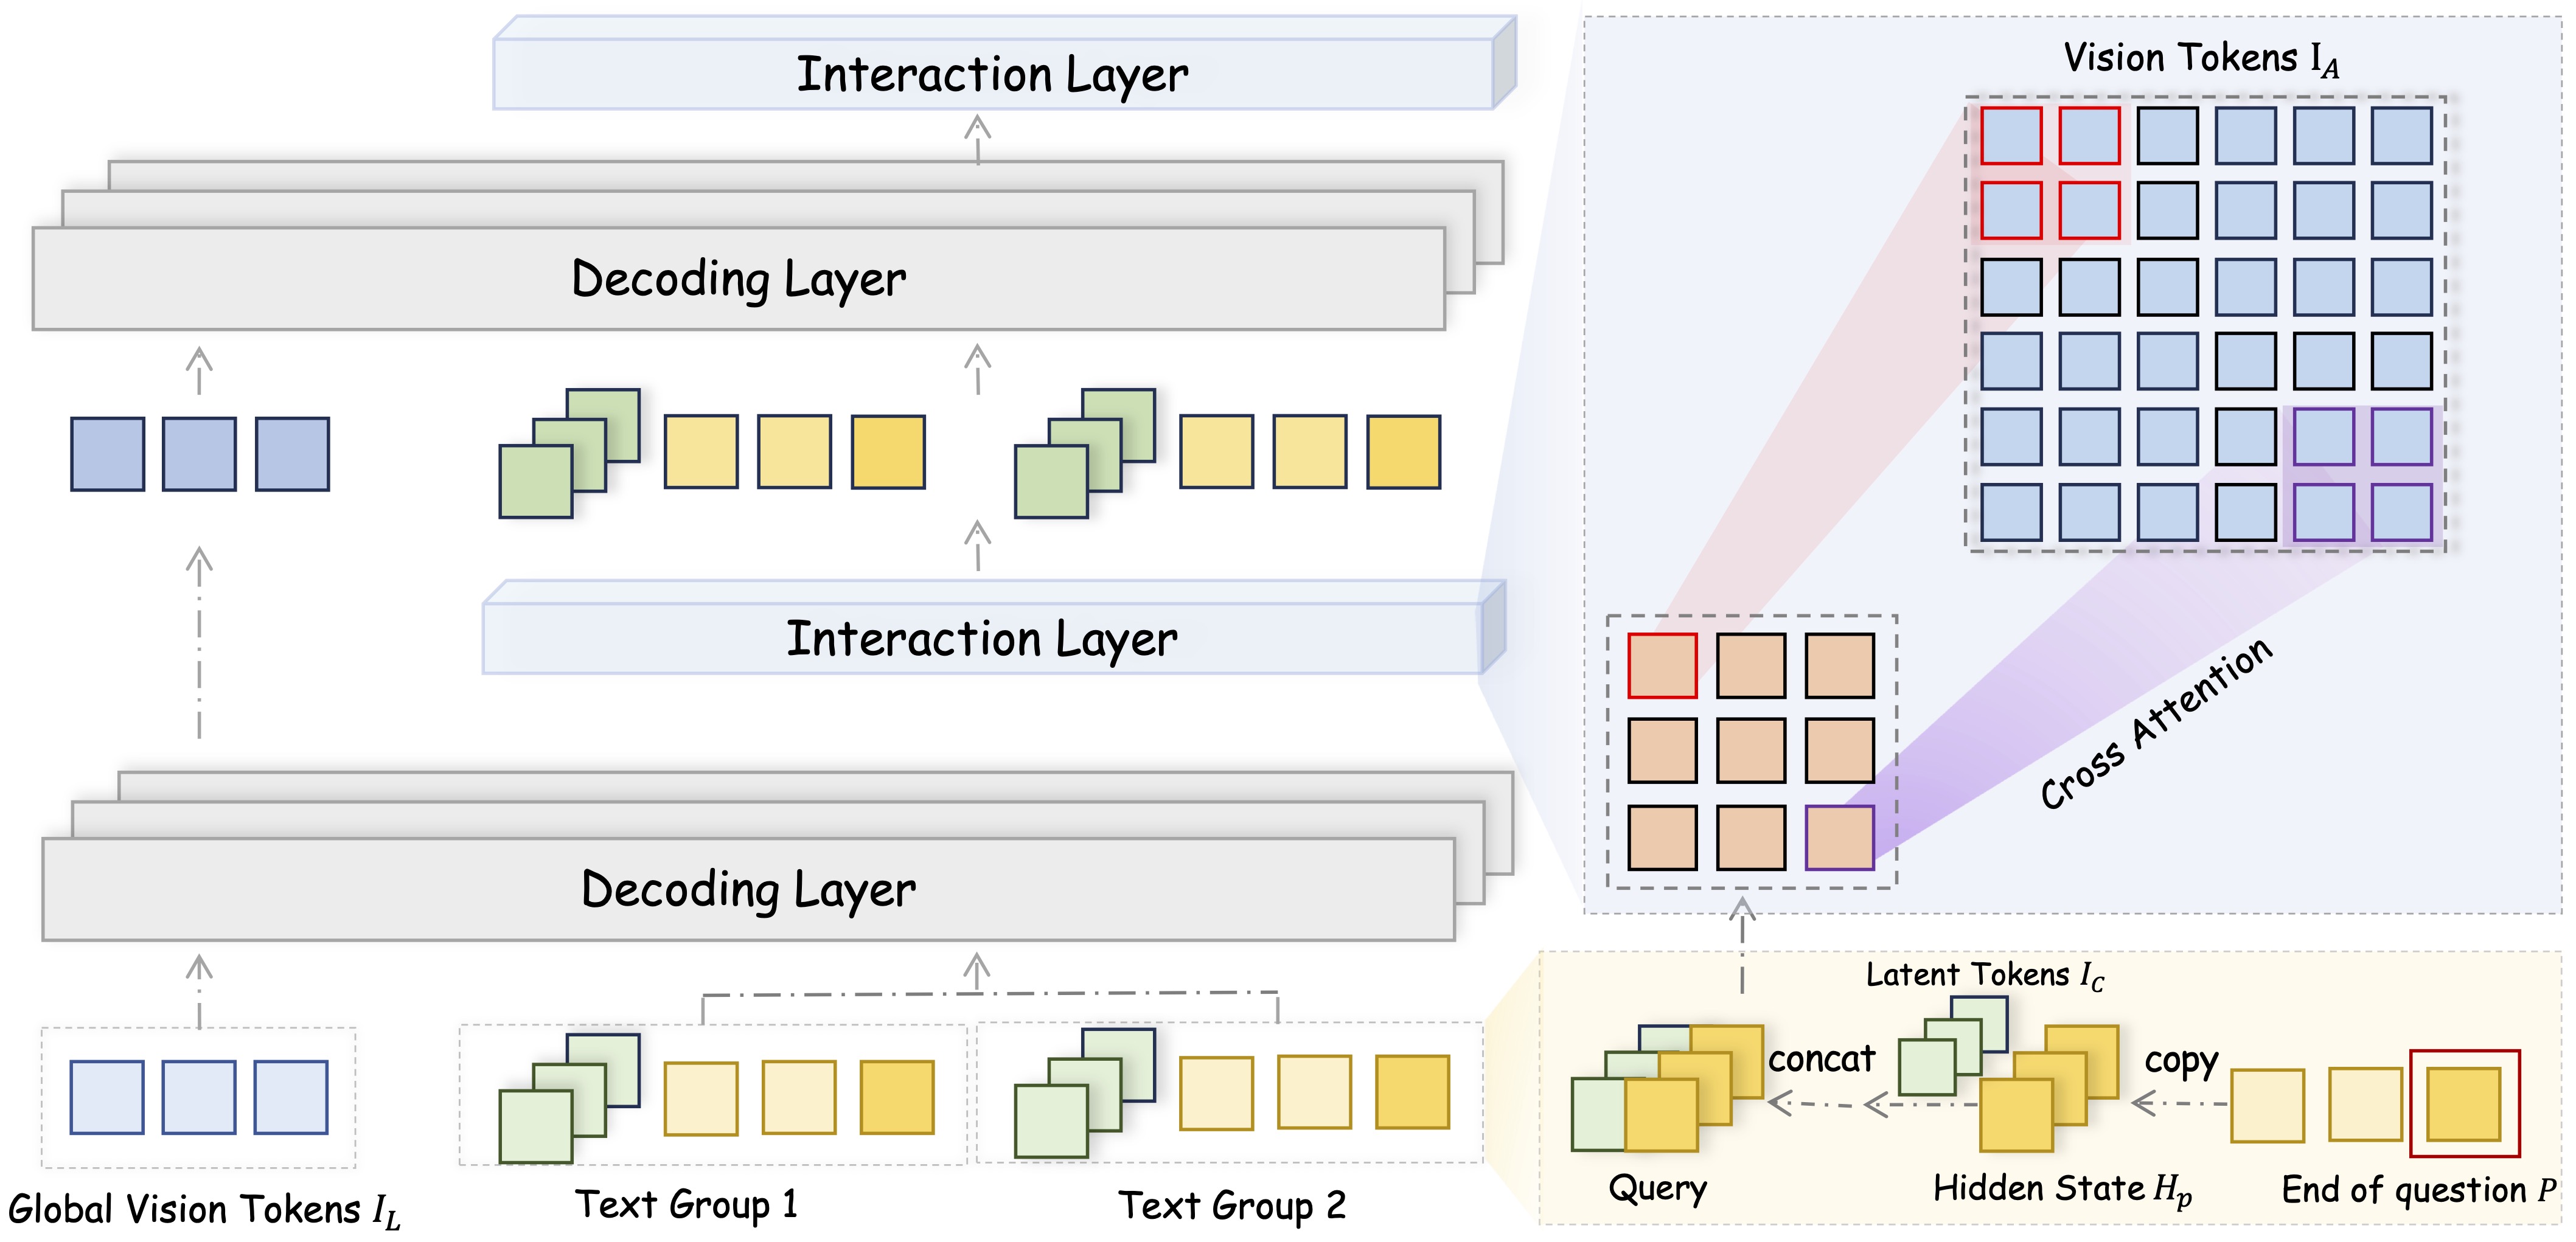 Interaction Layer
Decoding Layer
Interaction Layer
Decoding Layer
Global Vision Tokens I_L
Text Group 1
Text Group 2
Vision Tokens I_A
Cross Attention
Latent Tokens I_C
concat
copy
Query
Hidden State H_p
End of question P